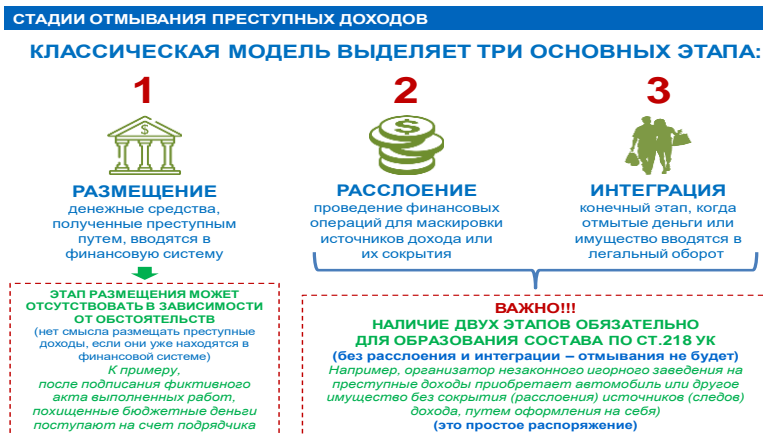 СТАДИИ ОТМЫВАНИЯ ПРЕСТУПНЫХ ДОХОДОВ
КЛАССИЧЕСКАЯ МОДЕЛЬ ВЫДЕЛЯЕТ ТРИ ОСНОВНЫХ ЭТАПА:
1
$
РАЗМЕЩЕНИЕ
денежные средства,
полученные преступным
путем, вводятся в
финансовую систему
ЭТАП РАЗМЕЩЕНИЯ МОЖЕТ
ОТСУТСТВОВАТЬ В ЗАВИСИМОСТИ
ОТ ОБСТОЯТЕЛЬСТВ
(нет смысла размещать преступные
доходы, если они уже находятся в
финансовой системе)
К примеру,
после подписания фиктивного
акта выполненных работ,
похищенные бюджетные деньги
поступают на счет подрядчика
2
$
РАССЛОЕНИЕ
проведение финансовых
операций для маскировки
источников дохода или
их сокрытия
3
ИНТЕГРАЦИЯ
конечный этап, когда
отмытые деньги или
имущество вводятся в
легальный оборот
ВАЖНО!!!
НАЛИЧИЕ ДВУХ ЭТАПОВ ОБЯЗАТЕЛЬНО
ДЛЯ ОБРАЗОВАНИЯ СОСТАВА ПО СТ.218 УК
(без расслоения и интеграции – отмывания не будет)
Например, организатор незаконного игорного заведения на
преступные доходы приобретает автомобиль или другое
имущество без сокрытия (расслоения) источников (следов)
дохода, путем оформления на себя)
(это простое распоряжение)